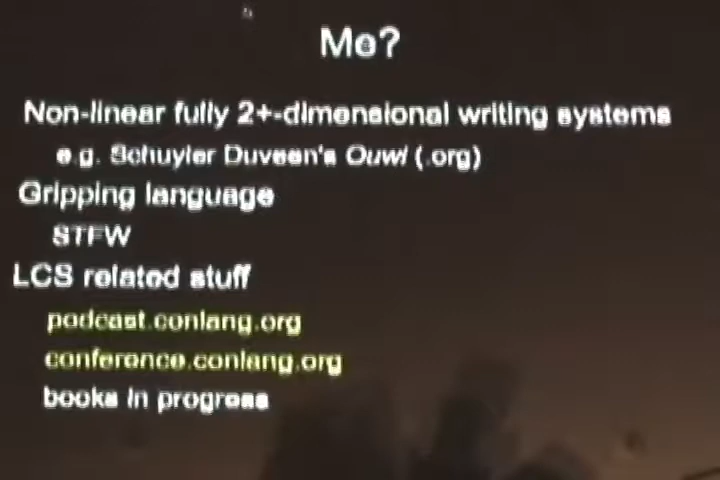 Me?
Non-linear fully 2+-dimensional writing systems
e.g. Schuyler Duveen's Ouwi (.org)
Gripping language
STFW
LCS related stuff
podcast.conlang.org
conference.conlang.org
books in progress